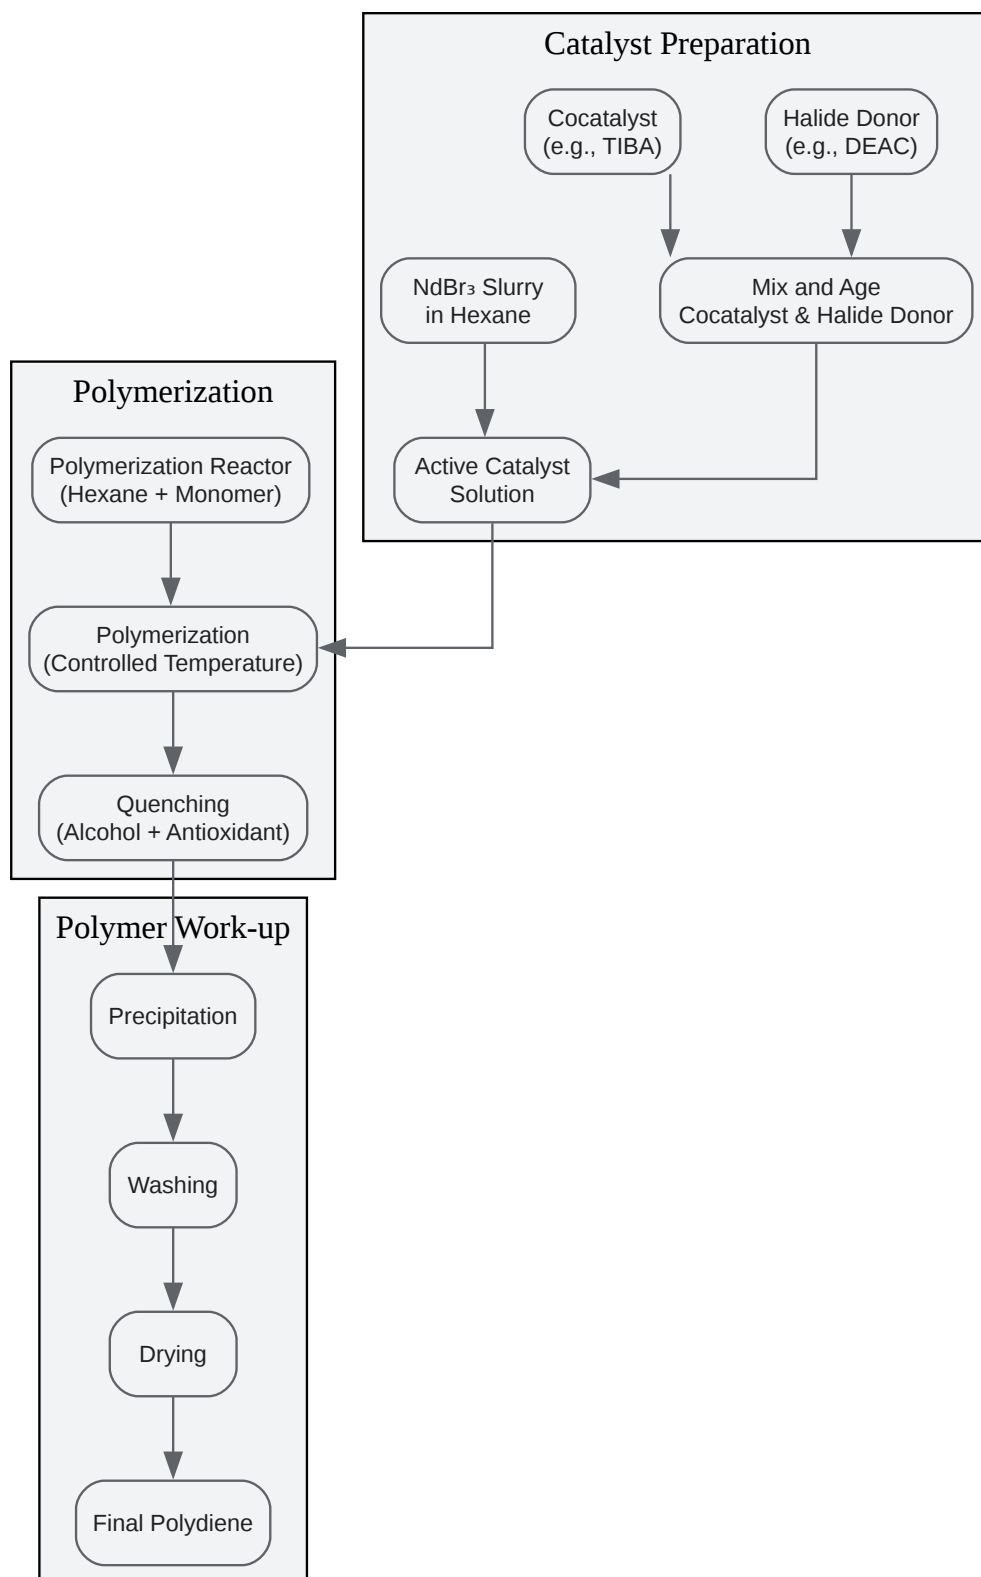 Catalyst Preparation
Cocatalyst
(e.g., TIBA)
Halide Donor
(e.g., DEAC)
NdBr₃ Slurry
in Hexane
Mix and Age
Cocatalyst & Halide Donor
Active Catalyst
Solution
Polymerization
Polymerization Reactor
(Hexane + Monomer)
Polymerization
(Controlled Temperature)
Quenching
(Alcohol + Antioxidant)
Polymer Work-up
Precipitation
Washing
Drying
Final Polydiene